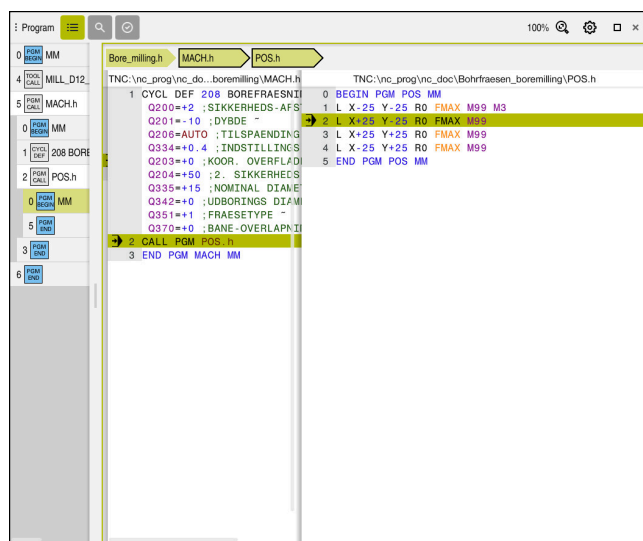 Program
100%
0 PGM BEGIN MM
4 TOOL CALL MILL_D12_
5 PGM CALL MACH.h
0 PGM BEGIN MM
1 CYCL DEF 208 BORE
2 PGM CALL POS.h
0 PGM BEGIN MM
5 PGM END
3 PGM END
6 PGM END
Bore_milling.h MACH.h POS.h
TNC:\nc_prog\nc_do...boremilling\MACH.h
1 CYCL DEF 208 BOREFRAESNI
Q200=+2 ;SIKKERHEDS-AFST
Q201=-10 ;DYBDE ~
Q206=AUTO ;TILSPAENDING
Q334=+0.4 ;INDSTILLINGS
Q203=+0 ;KOOR. OVERFLADE
Q204=+50 ;2. SIKKERHEDS
Q335=+15 ;NOMINAL DIAMET
Q342=+0 ;UDBORINGS DIAM
Q351=+1 ;FRAESETYPE ~
Q370=+0 ;BANE-OVERLAPNIN
2 CALL PGM POS.h
3 END PGM MACH MM
TNC:\nc_prog\nc_doc\Bohrfraesen_boremilling\POS.h
0 BEGIN PGM POS MM
1 L X-25 Y-25 R0 FMAX M99 M3
2 L X+25 Y-25 R0 FMAX M99
3 L X+25 Y+25 R0 FMAX M99
4 L X-25 Y+25 R0 FMAX M99
5 END PGM POS MM